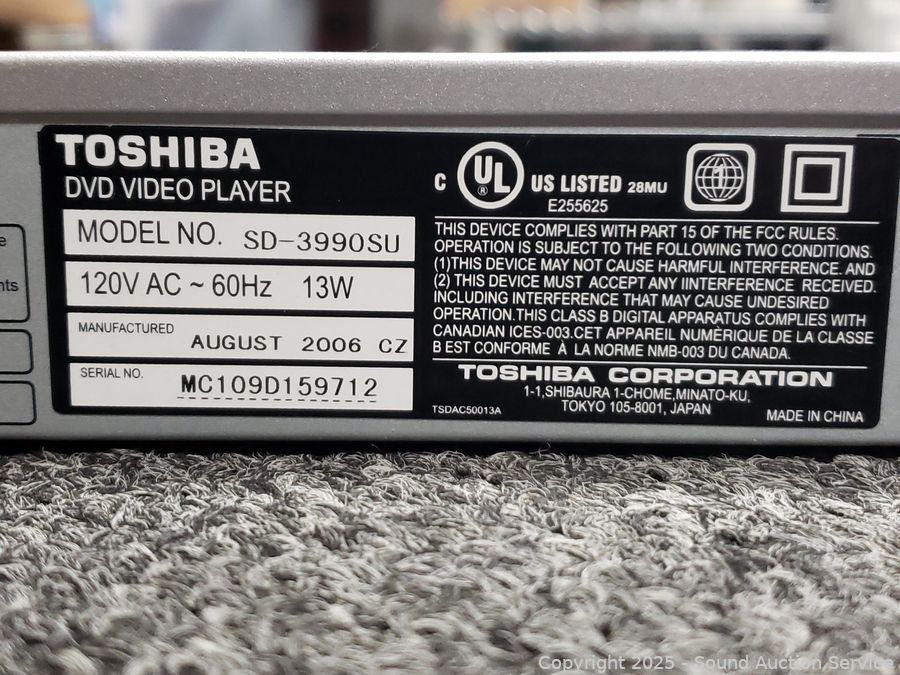 TOSHIBA
DVD VIDEO PLAYER
MODEL NO. SD-3990SU
120V AC ~ 60Hz 13W
MANUFACTURED
AUGUST 2006 CZ
SERIAL NO.
MC109D159712
C UL ® US LISTED 28MU
E255625
THIS DEVICE COMPLIES WITH PART 15 OF THE FCC RULES.
OPERATION IS SUBJECT TO THE FOLLOWING TWO CONDITIONS.
(1)THIS DEVICE MAY NOT CAUSE HARMFUL INTERFERENCE. AND
(2) THIS DEVICE MUST ACCEPT ANY IINTERFERENCE RECEIVED.
INCLUDING INTERFERENCE THAT MAY CAUSE UNDESIRED
OPERATION.THIS CLASS B DIGITAL APPARATUS COMPLIES WITH
CANADIAN ICES-003.CET APPAREIL NUMÈRIQUE DE LA CLASSE
B EST CONFORME À LA NORME NMB-003 DU CANADA.
TOSHIBA CORPORATION
1-1,SHIBAURA 1-CHOME,MINATO-KU,
TOKYO 105-8001, JAPAN
TSDAC50013A
MADE IN CHINA
Copyright 2025 - Sound Auction Service